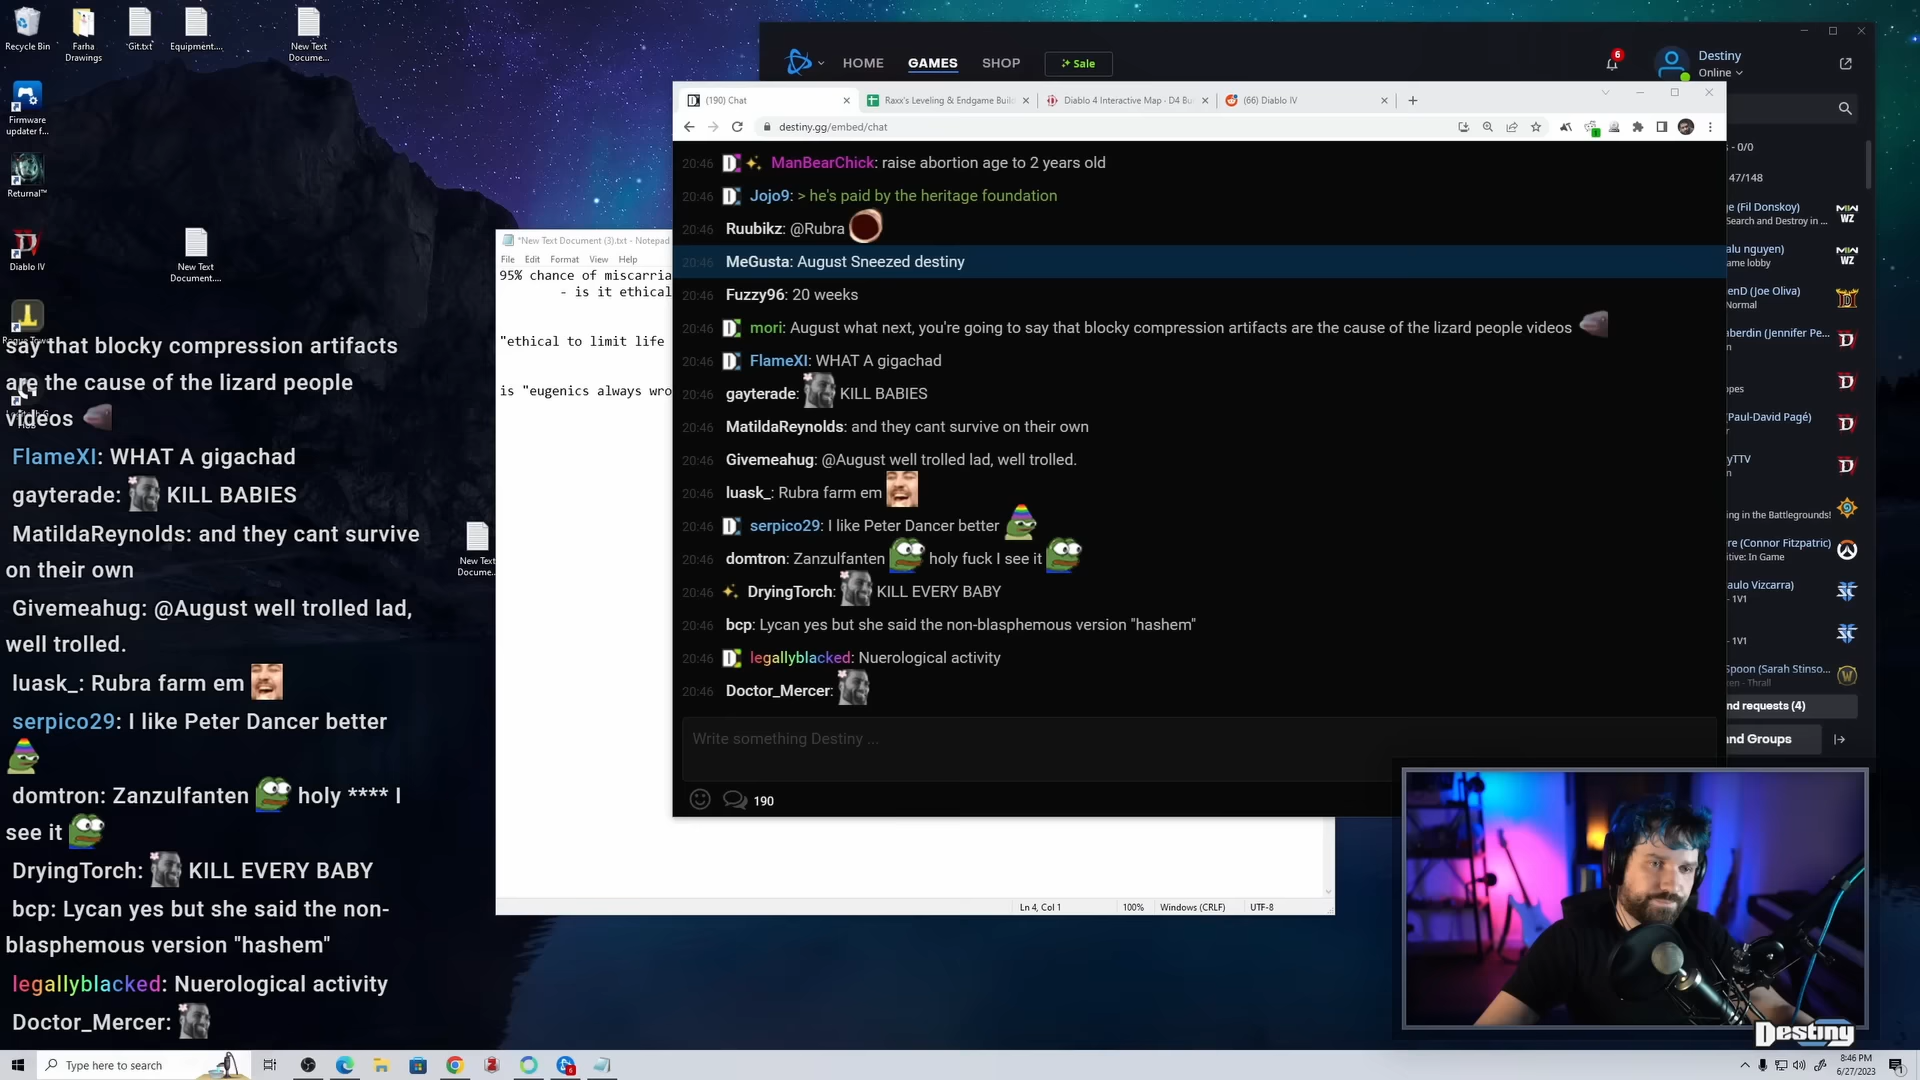 Recycle Bin
Farha Drawings
Git.txt
Equipment....
New Text Docume...
Firmware updater f...
Returnal™
Diablo IV
New Text Document....
New Text Docume...
say that blocky compression artifacts
are the cause of the lizard people
videos
FlameXI: WHAT A gigachad
gayterade: KILL BABIES
MatildaReynolds: and they cant survive
on their own
Givemeahug: @August well trolled lad,
well trolled.
luask_: Rubra farm em
serpico29: I like Peter Dancer better
domtron: Zanzulfanten holy **** I
see it
DryingTorch: KILL EVERY BABY
bcp: Lycan yes but she said the non-
blasphemous version "hashem"
legallyblacked: Nuerological activity
Doctor_Mercer:
*New Text Document (3).txt - Notepad
File Edit Format View Help
95% chance of miscarria
- is it ethical
"ethical to limit life
is "eugenics always wro
Ln 4, Col 1 100% Windows (CRLF) UTF-8
HOME GAMES SHOP Sale
6
Destiny
Online
(190) Chat
Raxx's Leveling & Endgame Buil
Diablo 4 Interactive Map - D4 Bu
(66) Diablo IV
destiny.gg/embed/chat
20:46 ManBearChick: raise abortion age to 2 years old
20:46 Jojo9: > he's paid by the heritage foundation
20:46 Ruubikz: @Rubra
20:46 MeGusta: August Sneezed destiny
20:46 Fuzzy96: 20 weeks
20:46 mori: August what next, you're going to say that blocky compression artifacts are the cause of the lizard people videos
20:46 FlameXI: WHAT A gigachad
20:46 gayterade: KILL BABIES
20:46 MatildaReynolds: and they cant survive on their own
20:46 Givemeahug: @August well trolled lad, well trolled.
20:46 luask_: Rubra farm em
20:46 serpico29: I like Peter Dancer better
20:46 domtron: Zanzulfanten holy fuck I see it
20:46 DryingTorch: KILL EVERY BABY
20:46 bcp: Lycan yes but she said the non-blasphemous version "hashem"
20:46 legallyblacked: Nuerological activity
20:46 Doctor_Mercer:
Write something Destiny ...
190
- 0/0
47/148
ge (Fil Donskoy)
Search and Destroy in ...
alu nguyen)
ame lobby
enD (Joe Oliva)
Normal
aberdin (Jennifer Pe...
opes
(Paul-David Pagé)
yTTV
ing in the Battlegrounds!
ere (Connor Fitzpatric)
itive: In Game
aulo Vizcarra)
- 1V1
- 1V1
Spoon (Sarah Stinso...
ken - Thrall
nd requests (4)
and Groups
Destiny
Type here to search
8:46 PM
6/27/2023